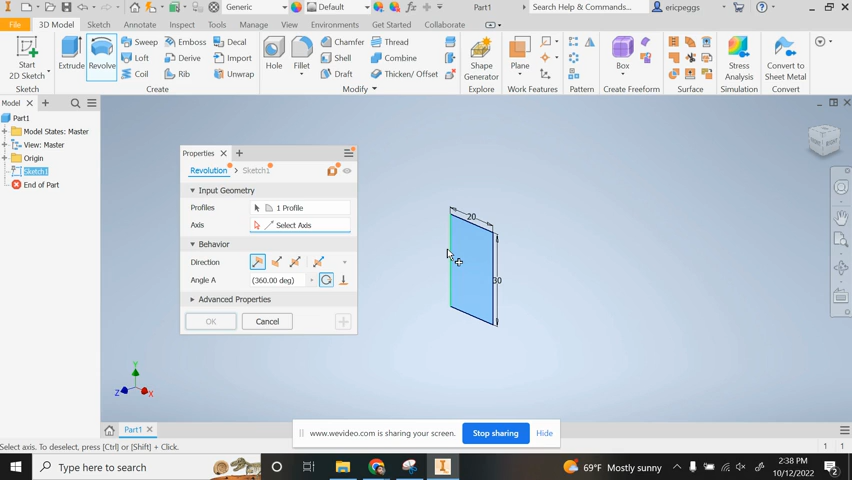 Generic
Default
Part1
Search Help & Commands...
ericpeggs
File
3D Model
Sketch
Annotate
Inspect
Tools
Manage
View
Environments
Get Started
Collaborate
Start
2D Sketch
Extrude
Revolve
Sweep
Loft
Coil
Emboss
Derive
Rib
Decal
Import
Unwrap
Hole
Fillet
Chamfer
Shell
Draft
Thread
Combine
Thicken/ Offset
Shape
Generator
Plane
Box
Stress
Analysis
Convert to
Sheet Metal
Sketch
Create
Modify
Explore
Work Features
Pattern
Create Freeform
Surface
Simulation
Convert
Model
Part1
Model States: Master
View: Master
Origin
Sketch1
End of Part
Properties
Revolution > Sketch1
Input Geometry
Profiles
1 Profile
Axis
Select Axis
Behavior
Direction
Angle A
(360.00 deg)
Advanced Properties
OK
Cancel
20
30
Y
Z
X
Part1
www.wevideo.com is sharing your screen.
Stop sharing
Hide
Select axis. To deselect, press [Ctrl] or [Shift] + Click.
1
1
Type here to search
69°F Mostly sunny
2:38 PM
10/12/2022
2